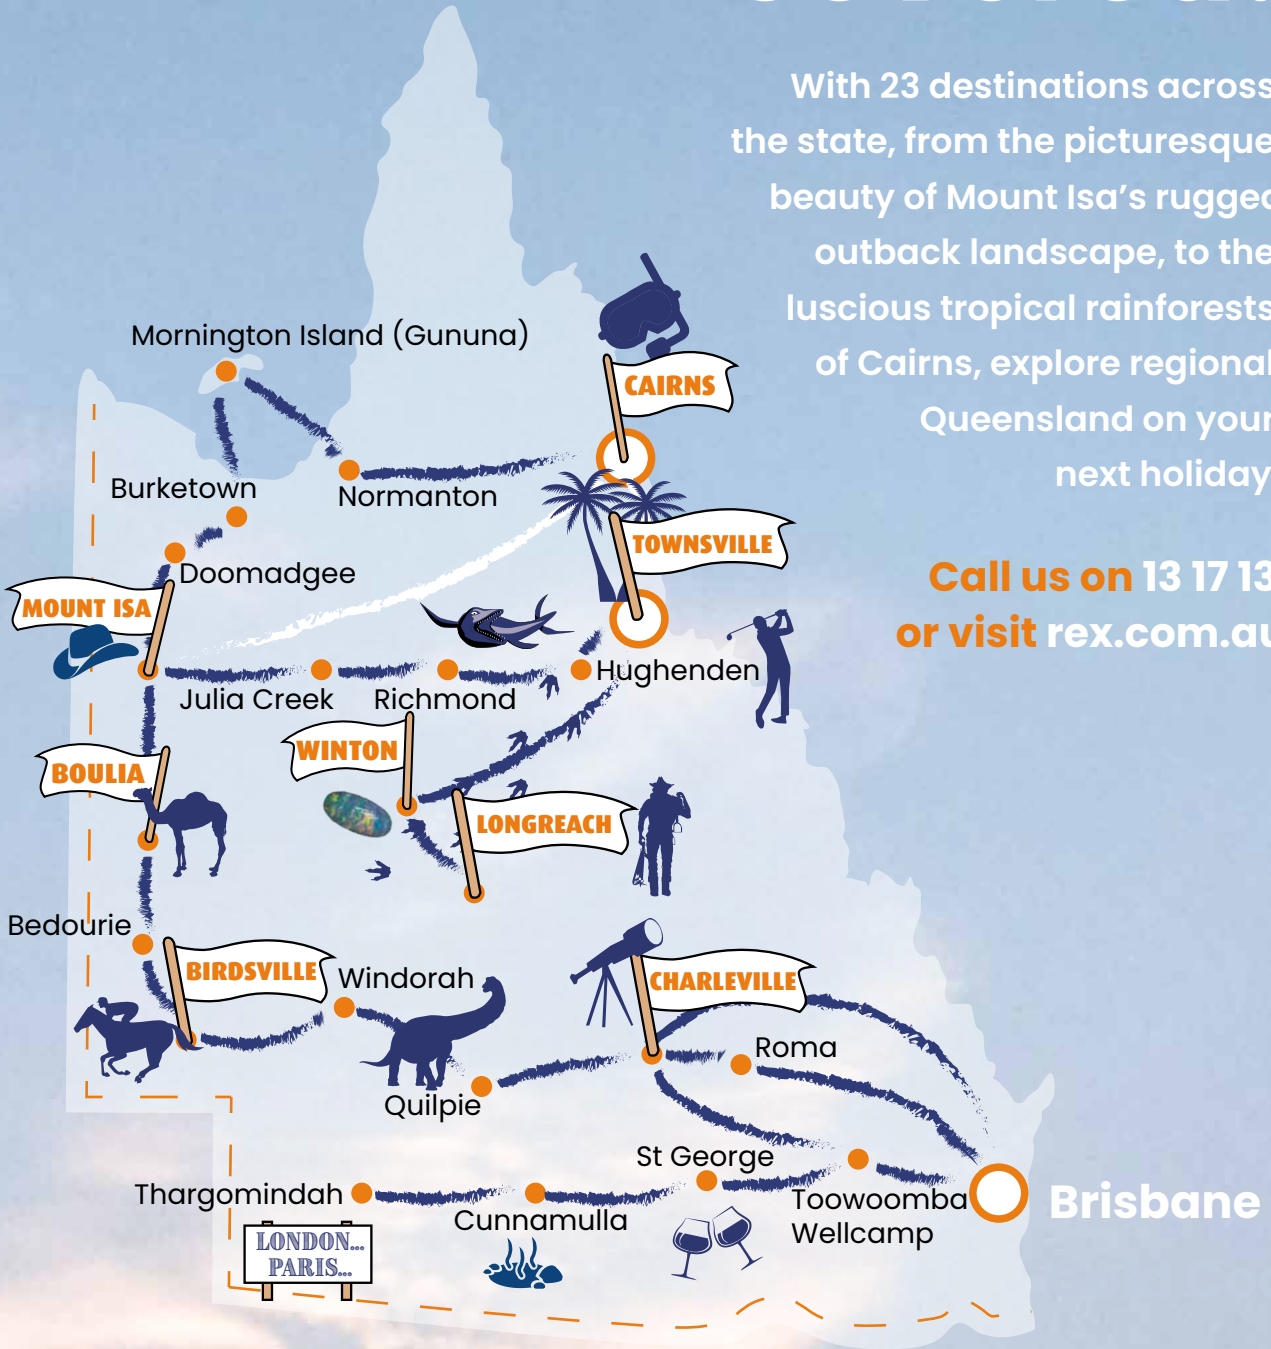 With 23 destinations across
the state, from the picturesque
beauty of Mount Isa's rugged
outback landscape, to the
luscious tropical rainforests
of Cairns, explore regional
Queensland on your
next holiday
Call us on 13 17 13
or visit rex.com.au
Mornington Island (Gununa)
CAIRNS
Burketown
Normanton
TOWNSVILLE
Doomadgee
MOUNT ISA
Hughenden
Julia Creek
Richmond
WINTON
BOULIA
LONGREACH
Bedourie
BIRDSVILLE
Windorah
CHARLEVILLE
Roma
Quilpie
St George
Thargomindah
Toowoomba
Wellcamp
Brisbane
Cunnamulla
LONDON...
PARIS...